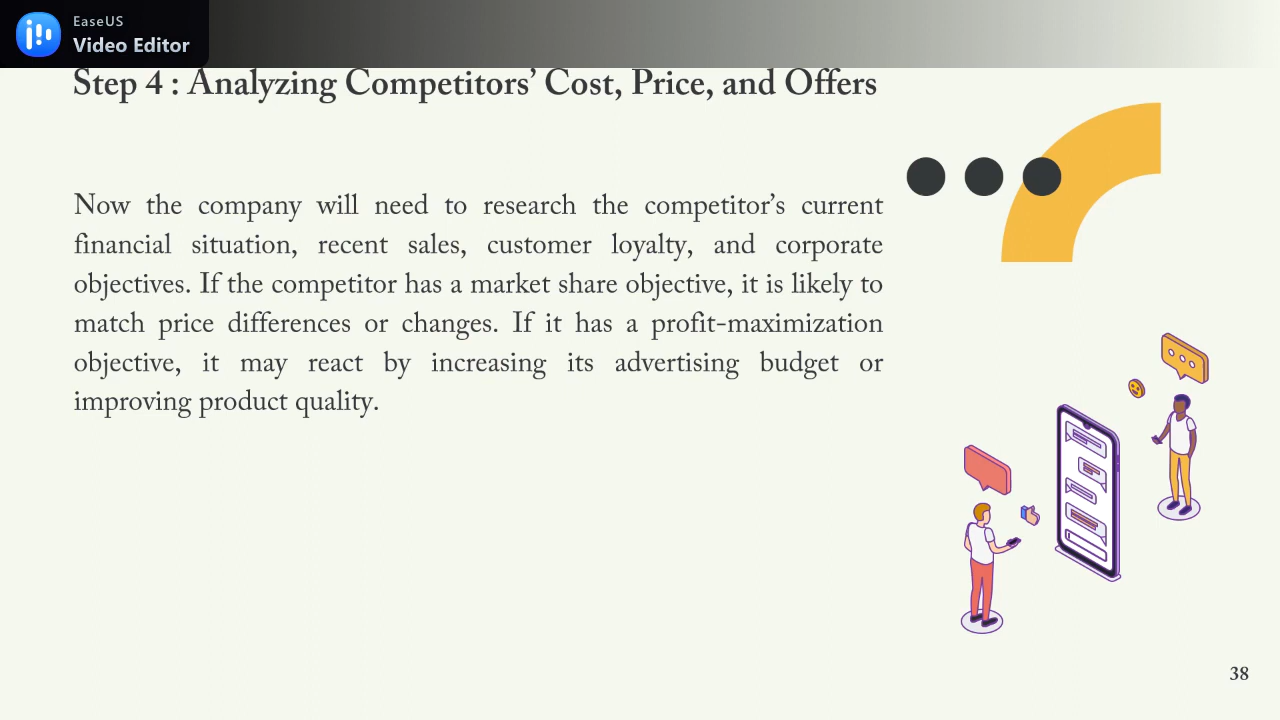 EaseUS
Video Editor
Step 4 : Analyzing Competitors’ Cost, Price, and Offers
Now the company will need to research the competitor’s current
financial situation, recent sales, customer loyalty, and corporate
objectives. If the competitor has a market share objective, it is likely to
match price differences or changes. If it has a profit-maximization
objective, it may react by increasing its advertising budget or
improving product quality.
38